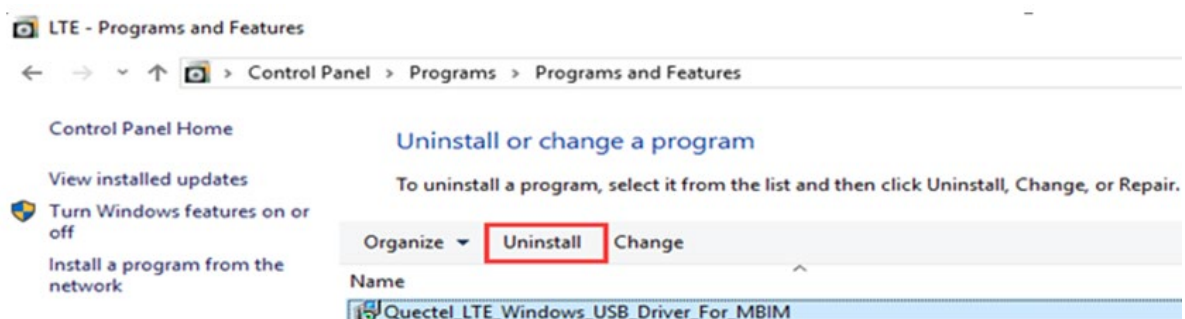 LTE - Programs and Features
Control Panel > Programs > Programs and Features
Control Panel Home
View installed updates
Turn Windows features on or
off
Install a program from the
network
Uninstall or change a program
To uninstall a program, select it from the list and then click Uninstall, Change, or Repair.
Organize Uninstall Change
Name
Quectel_LTE_Windows_USB_Driver_For_MBIM